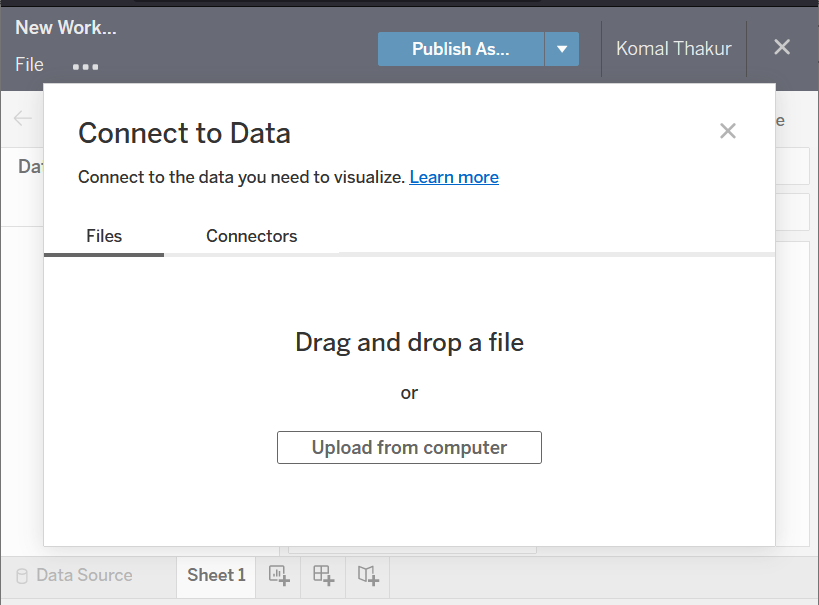 New Work...
File
Publish As...
Komal Thakur
Connect to Data
Connect to the data you need to visualize. Learn more
Files Connectors
Drag and drop a file
or
Upload from computer
Data Source
Sheet 1